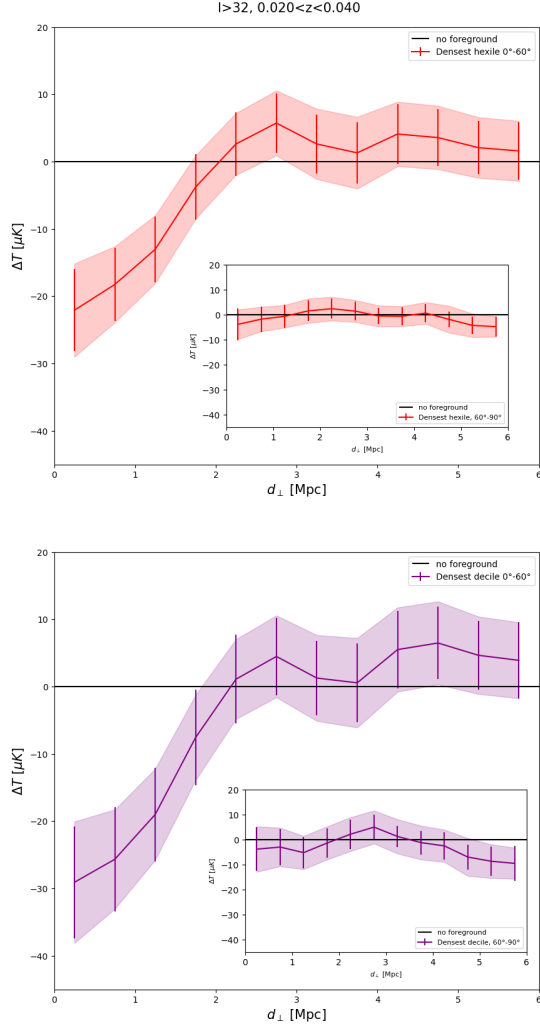 l>32, 0.020<z<0.040
20
10
0
−10
−20
−30
−40
ΔT [μK]
no foreground
Densest hexile 0°-60°
20
10
0
−10
−20
−30
−40
ΔT [μK]
no foreground
Densest hexile, 60°-90°
0 1 2 3 4 5 6
d⊥ [Mpc]
0 1 2 3 4 5 6
d⊥ [Mpc]
20
10
0
−10
−20
−30
−40
ΔT [μK]
no foreground
Densest decile 0°-60°
20
10
0
−10
−20
−30
−40
ΔT [μK]
no foreground
Densest decile, 60°-90°
0 1 2 3 4 5 6
d⊥ [Mpc]
0 1 2 3 4 5 6
d⊥ [Mpc]